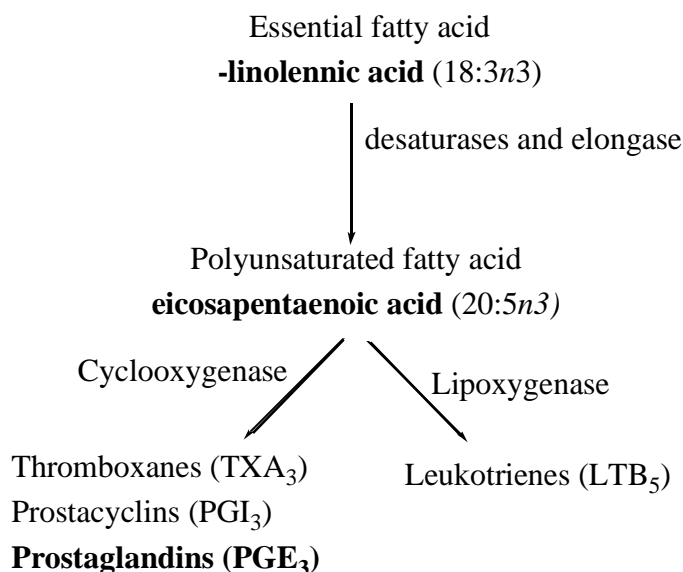 Essential fatty acid
-linolennic acid (18:3n3)
desaturases and elongase
Polyunsaturated fatty acid
eicosapentaenoic acid (20:5n3)
Cyclooxygenase
Lipoxygenase
Thromboxanes (TXA₃)
Leukotrienes (LTB₅)
Prostacyclins (PGI₃)
Prostaglandins (PGE₃)